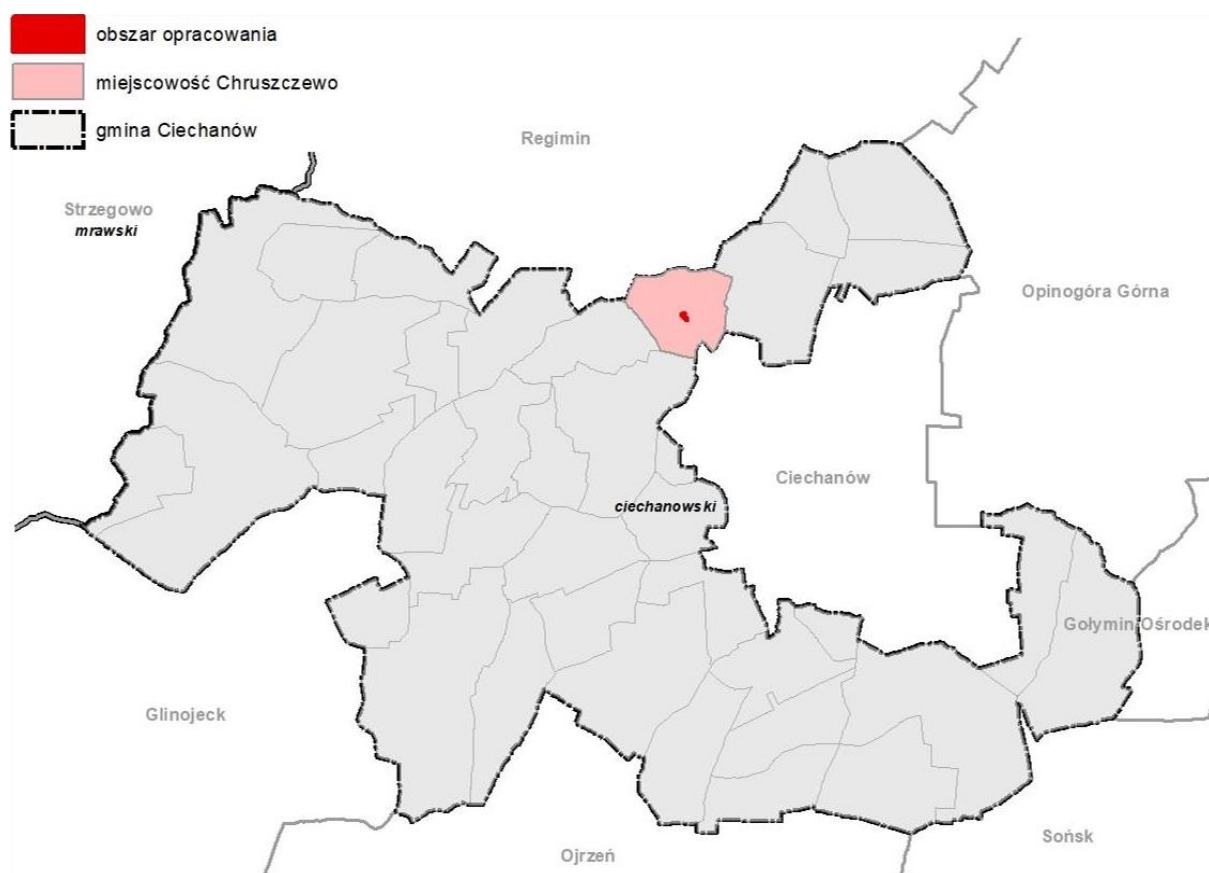 obszar opracowania
miejscowość Chruszczewo
gmina Ciechanów
Regimin
Strzegowo
mrawski
Opinogóra Górna
Ciechanów
ciechanowski
Gołymin Ośrodek
Glinojeck
Sońsk
Ojrzeń